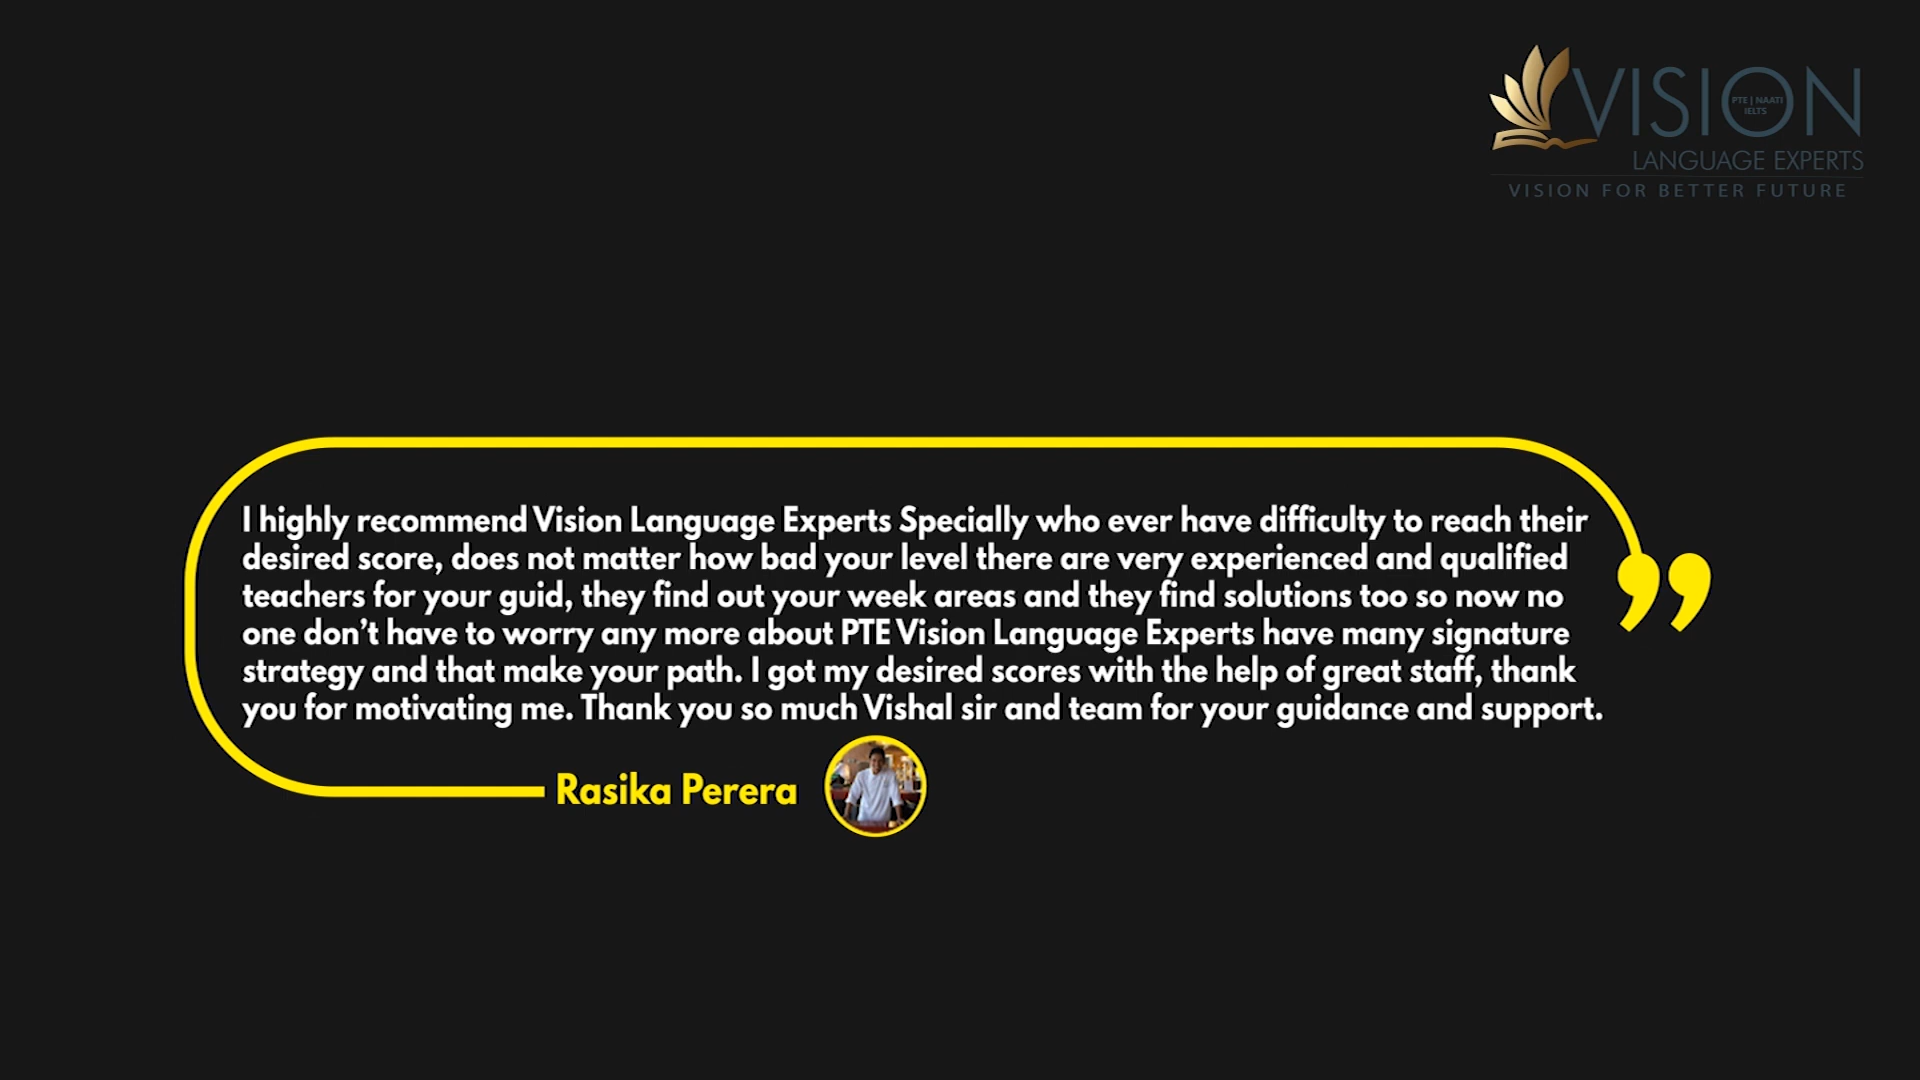 VISION
PTE | NAATI
IELTS
LANGUAGE EXPERTS
VISION FOR BETTER FUTURE
I highly recommend Vision Language Experts Specially who ever have difficulty to reach their
desired score, does not matter how bad your level there are very experienced and qualified
teachers for your guid, they find out your week areas and they find solutions too so now no
one don’t have to worry any more about PTE Vision Language Experts have many signature
strategy and that make your path. I got my desired scores with the help of great staff, thank
you for motivating me. Thank you so much Vishal sir and team for your guidance and support.
”
Rasika Perera